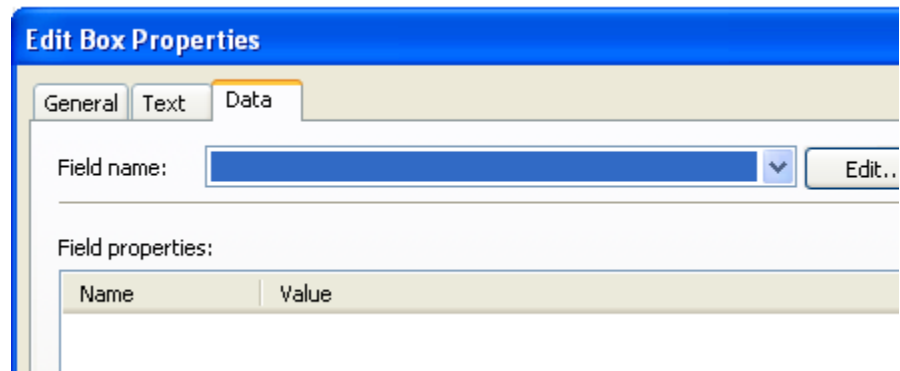 Edit Box Properties
General Text Data
Field name: Edit..
Field properties:
Name Value